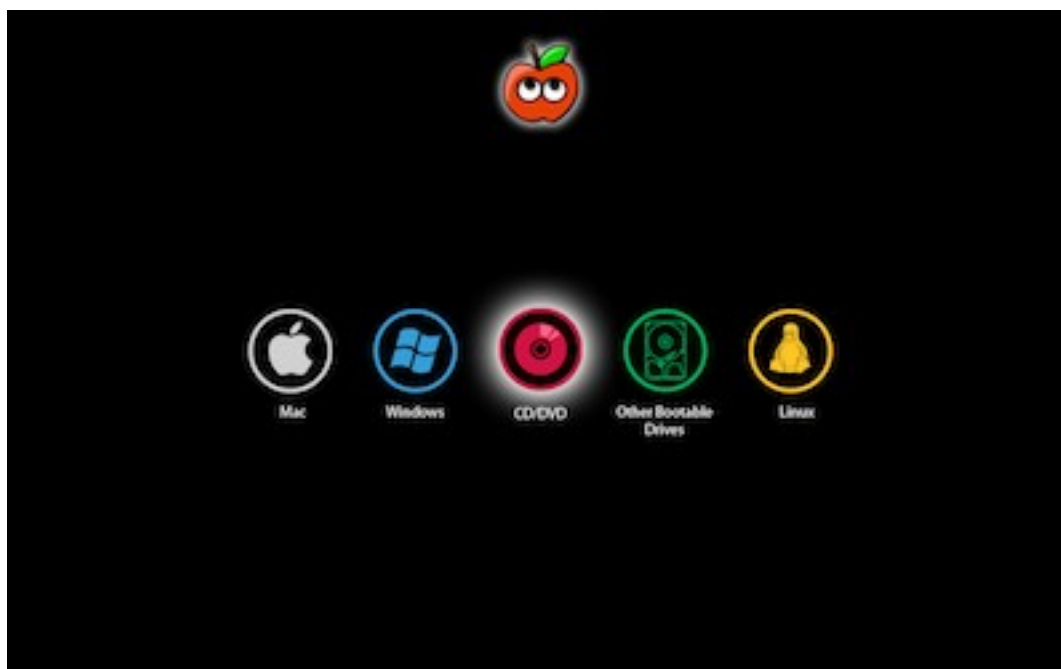 Mac
Windows
CD/DVD
Other Bootable
Drives
Linux